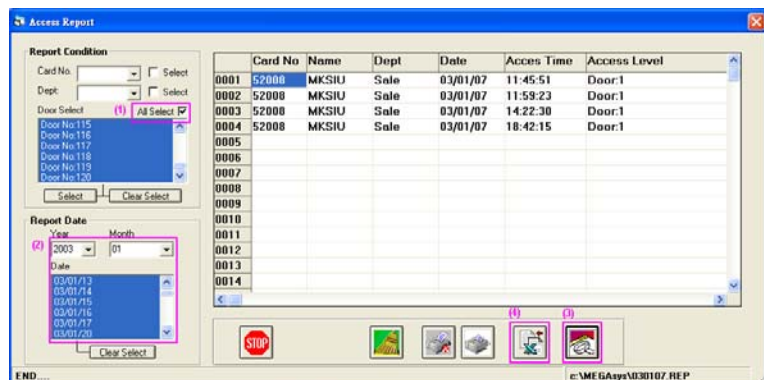 Access Report
Report Condition
Card No. Select
Dept: Select
Door Select (1) All Select
Door No:115
Door No:116
Door No:117
Door No:118
Door No:119
Door No:120
Select Clear Select
Report Date
Year Month
(2) 2003 01
Date
03/01/13
03/01/14
03/01/15
03/01/16
03/01/17
03/01/20
Clear Select
Card No Name Dept Date Acces Time Access Level
0001 52008 MKSIU Sale 03/01/07 11:45:51 Door:1
0002 52008 MKSIU Sale 03/01/07 11:59:23 Door:1
0003 52008 MKSIU Sale 03/01/07 14:22:30 Door:1
0004 52008 MKSIU Sale 03/01/07 18:42:15 Door:1
0005
0006
0007
0008
0009
0010
0011
0012
0013
0014
(4) (3)
STOP
END.... c:\MEGAsys\030107.REP